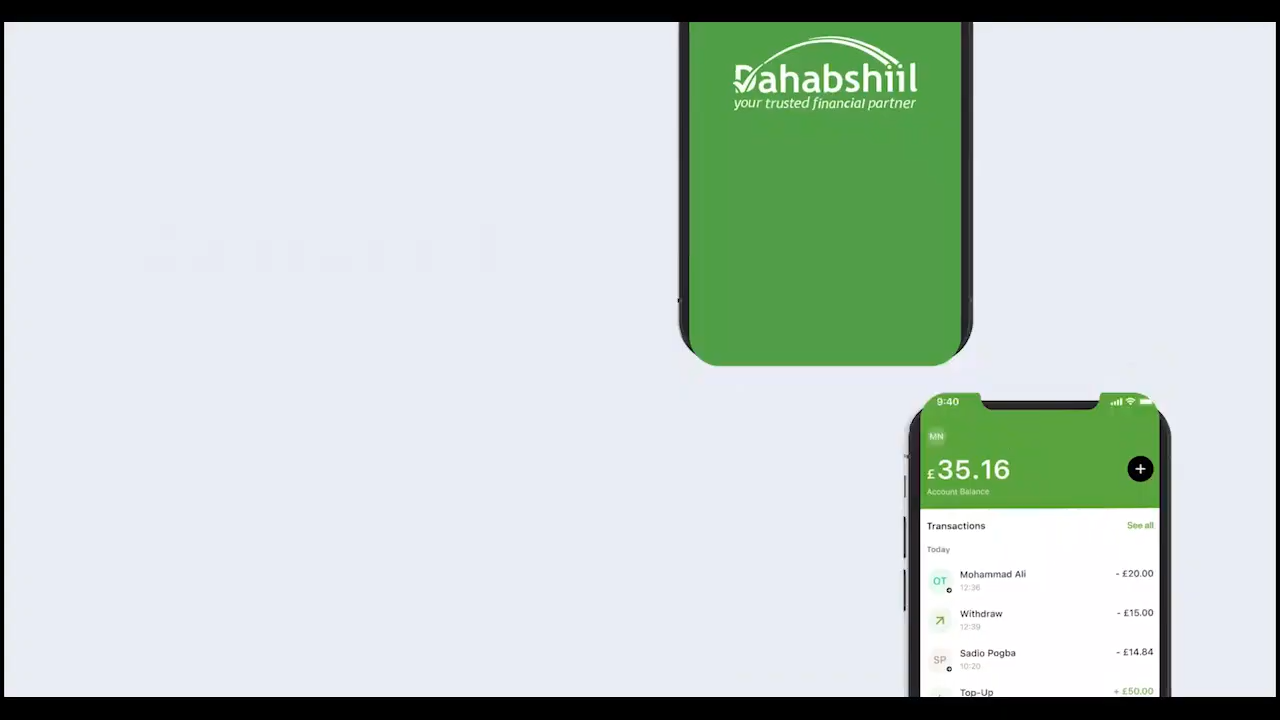 Dahabshiil
your trusted financial partner
9:40
MN
£35.16
+
Account Balance
Transactions See all
Today
OT Mohammad Ali - £20.00
12:36
Withdraw - £15.00
12:39
SP Sadio Pogba - £14.84
10:20
Top-Up + £50.00